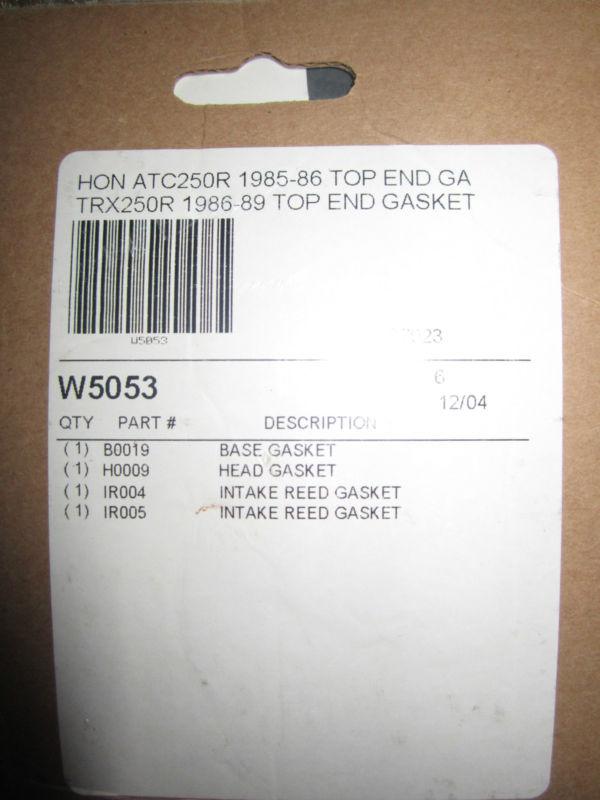 HON ATC250R 1985-86 TOP END GA
TRX250R 1986-89 TOP END GASKET
W5053
W5053
6
12/04
QTY PART # DESCRIPTION
(1) B0019 BASE GASKET
(1) H0009 HEAD GASKET
(1) IR004 INTAKE REED GASKET
(1) IR005 INTAKE REED GASKET